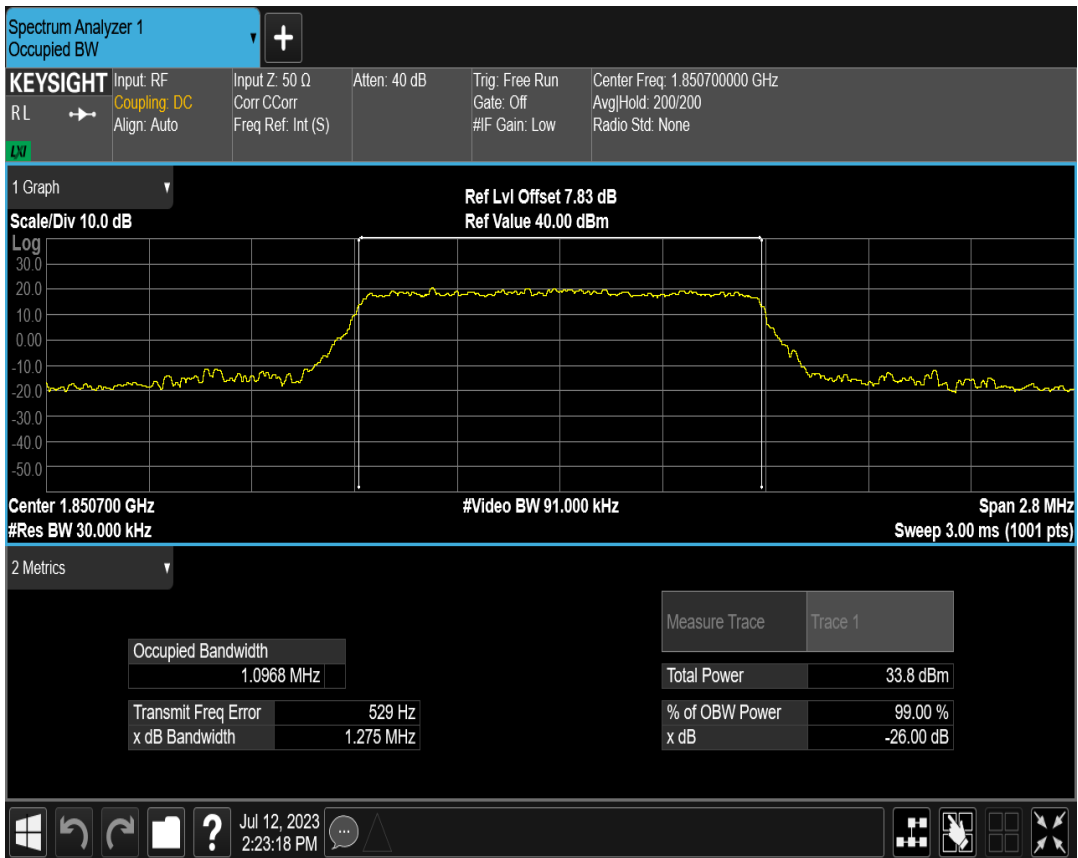 Spectrum Analyzer 1
Occupied BW
▼
+
KEYSIGHT
RL
LXI
Input: RF
Coupling: DC
Align: Auto
Input Z: 50 Ω
Corr CCorr
Freq Ref: Int (S)
Atten: 40 dB
Trig: Free Run
Gate: Off
#IF Gain: Low
Center Freq: 1.850700000 GHz
Avg|Hold: 200/200
Radio Std: None
1 Graph ▼
Scale/Div 10.0 dB
Ref Lvl Offset 7.83 dB
Ref Value 40.00 dBm
Log
30.0
20.0
10.0
0.00
-10.0
-20.0
-30.0
-40.0
-50.0
Center 1.850700 GHz
#Res BW 30.000 kHz
#Video BW 91.000 kHz
Span 2.8 MHz
Sweep 3.00 ms (1001 pts)
2 Metrics ▼
Occupied Bandwidth
1.0968 MHz
Transmit Freq Error 529 Hz
x dB Bandwidth 1.275 MHz
Measure Trace Trace 1
Total Power 33.8 dBm
% of OBW Power 99.00 %
x dB -26.00 dB
?
Jul 12, 2023
2:23:18 PM